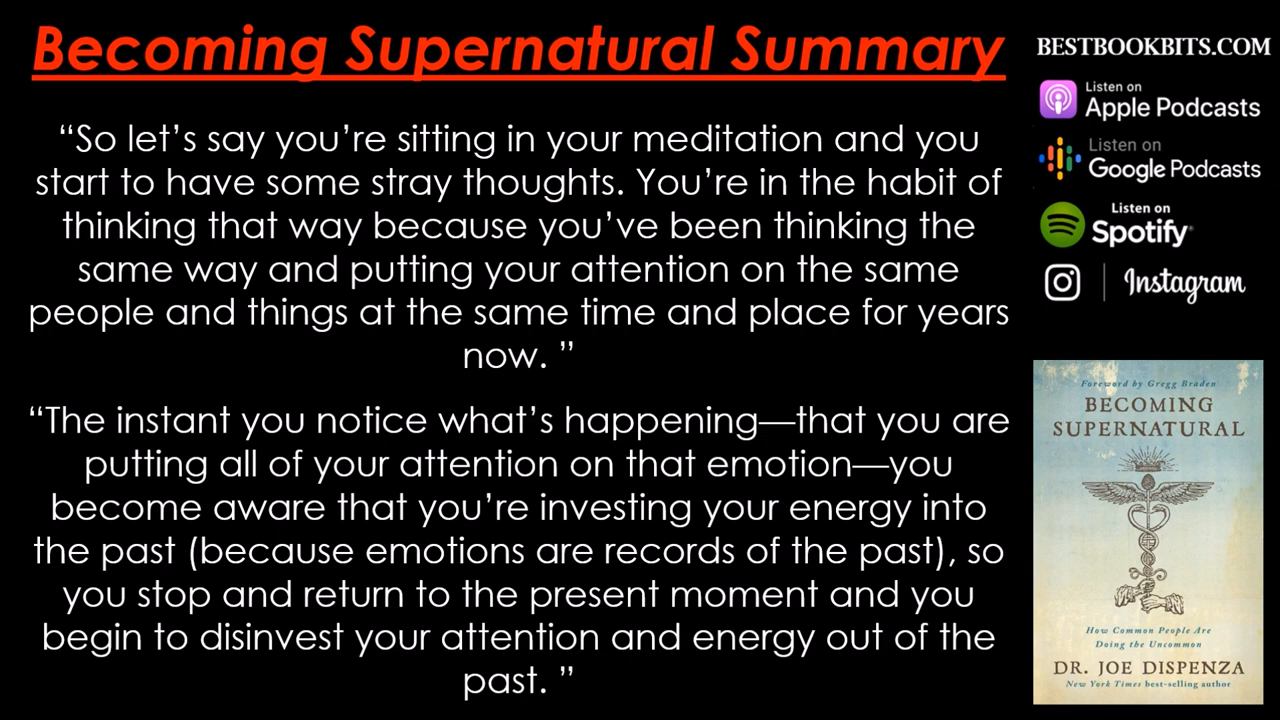 Becoming Supernatural Summary
“So let’s say you’re sitting in your meditation and you
start to have some stray thoughts. You’re in the habit of
thinking that way because you’ve been thinking the
same way and putting your attention on the same
people and things at the same time and place for years
now. ”
“The instant you notice what’s happening—that you are
putting all of your attention on that emotion—you
become aware that you’re investing your energy into
the past (because emotions are records of the past), so
you stop and return to the present moment and you
begin to disinvest your attention and energy out of the
past. ”
BESTBOOKBITS.COM
Listen on
Apple Podcasts
Listen on
Google Podcasts
Listen on
Spotify
Instagram
Foreword by Gregg Braden
BECOMING
SUPERNATURAL
How Common People Are
Doing the Uncommon
DR. JOE DISPENZA
New York Times best-selling author